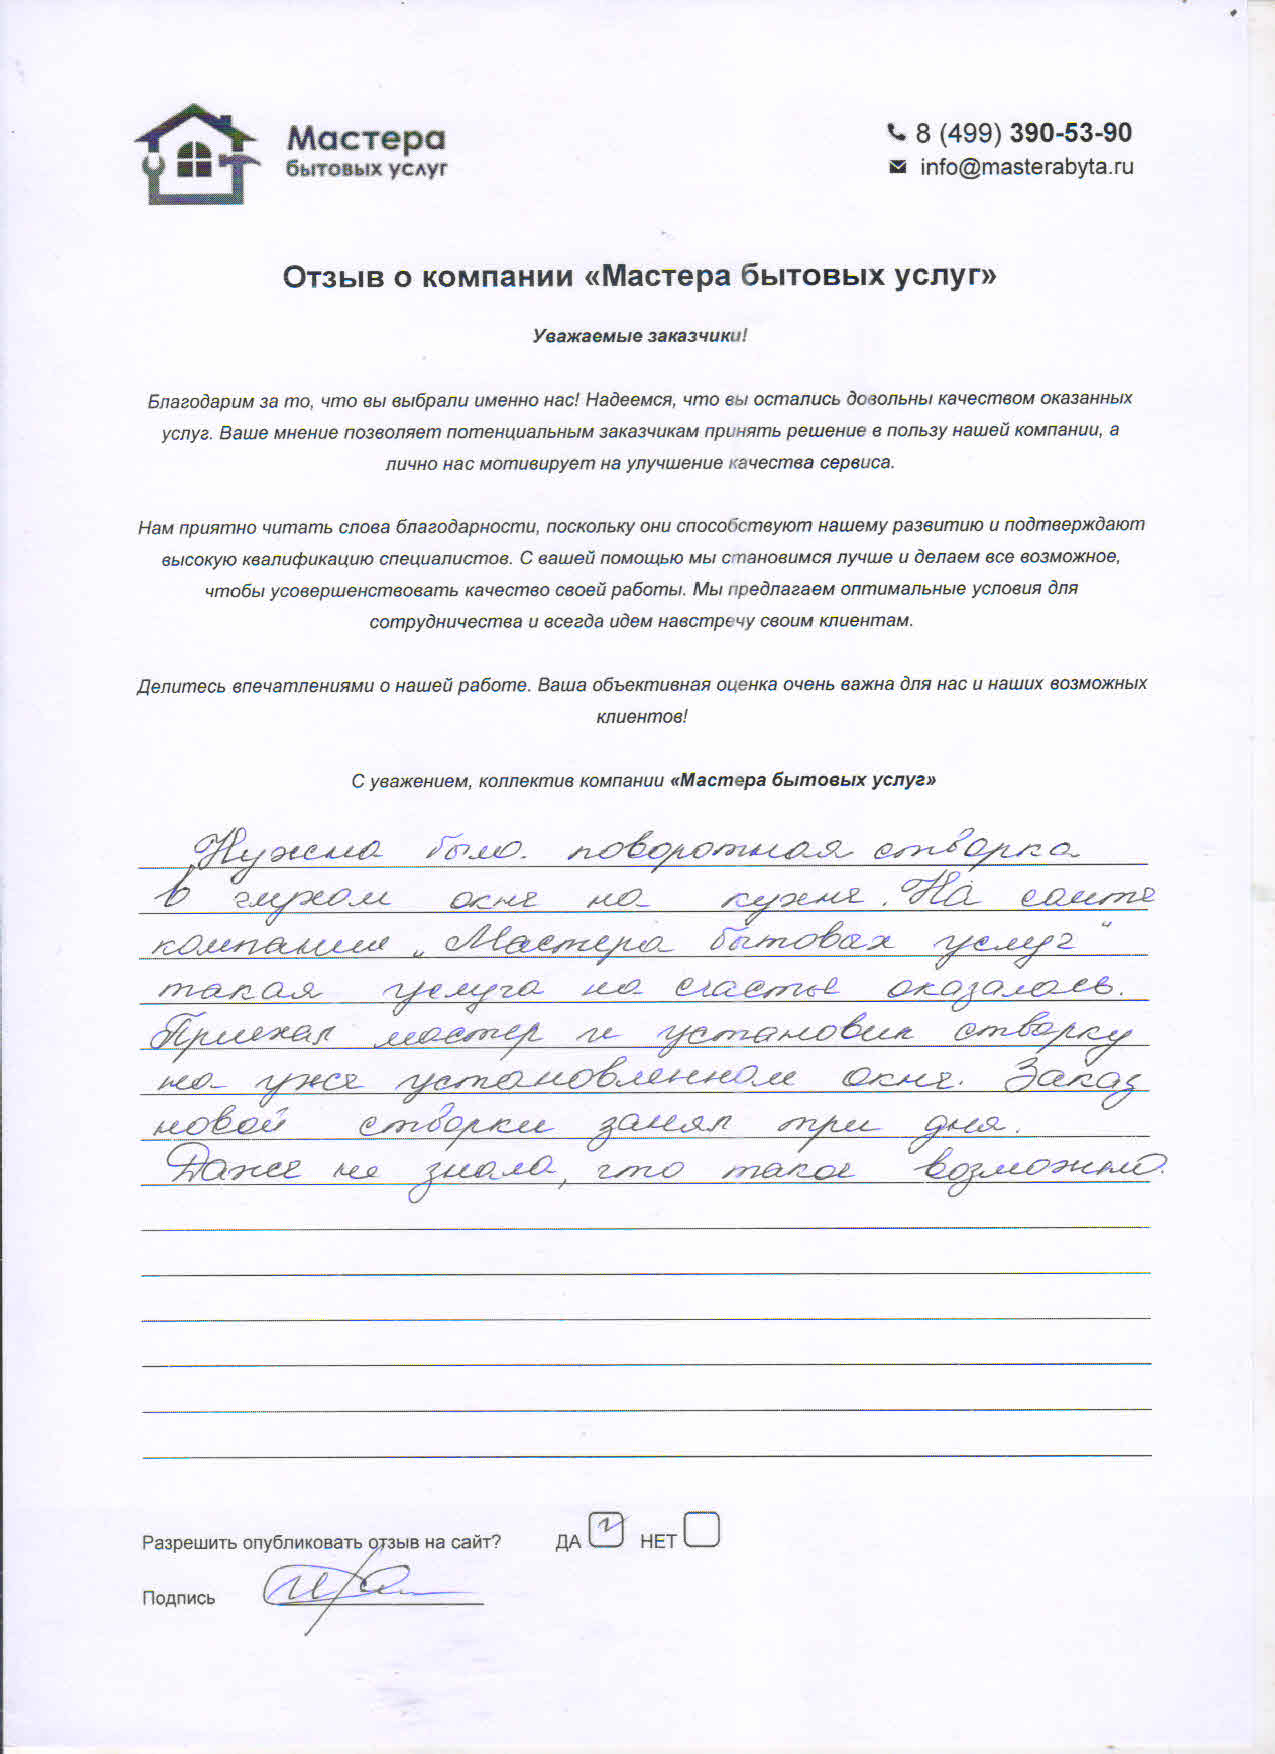 Мастера
бытовых услуг
8 (499) 390-53-90
info@masterabyta.ru
Отзыв о компании «Мастера бытовых услуг»
Уважаемые заказчики!
Благодарим за то, что вы выбрали именно нас! Надеемся, что вы остались довольны качеством оказанных
услуг. Ваше мнение позволяет потенциальным заказчикам принять решение в пользу нашей компании, а
лично нас мотивирует на улучшение качества сервиса.
Нам приятно читать слова благодарности, поскольку они способствуют нашему развитию и подтверждают
высокую квалификацию специалистов. С вашей помощью мы становимся лучше и делаем все возможное,
чтобы усовершенствовать качество своей работы. Мы предлагаем оптимальные условия для
сотрудничества и всегда идем навстречу своим клиентам.
Делитесь впечатлениями о нашей работе. Ваша объективная оценка очень важна для нас и наших возможных
клиентов!
С уважением, коллектив компании «Мастера бытовых услуг»
Нужна была поворотная створка
в глухом окне на кухне. На сайте
компании „Мастера бытовых услуг“
такая услуга на счастье оказалась.
Приехал мастер и установил створку
на уже установленном окне. Заказ
новой створки занял три дня.
Даже не знала, что такое возможно.
Разрешить опубликовать отзыв на сайт? ДА НЕТ
Подпись